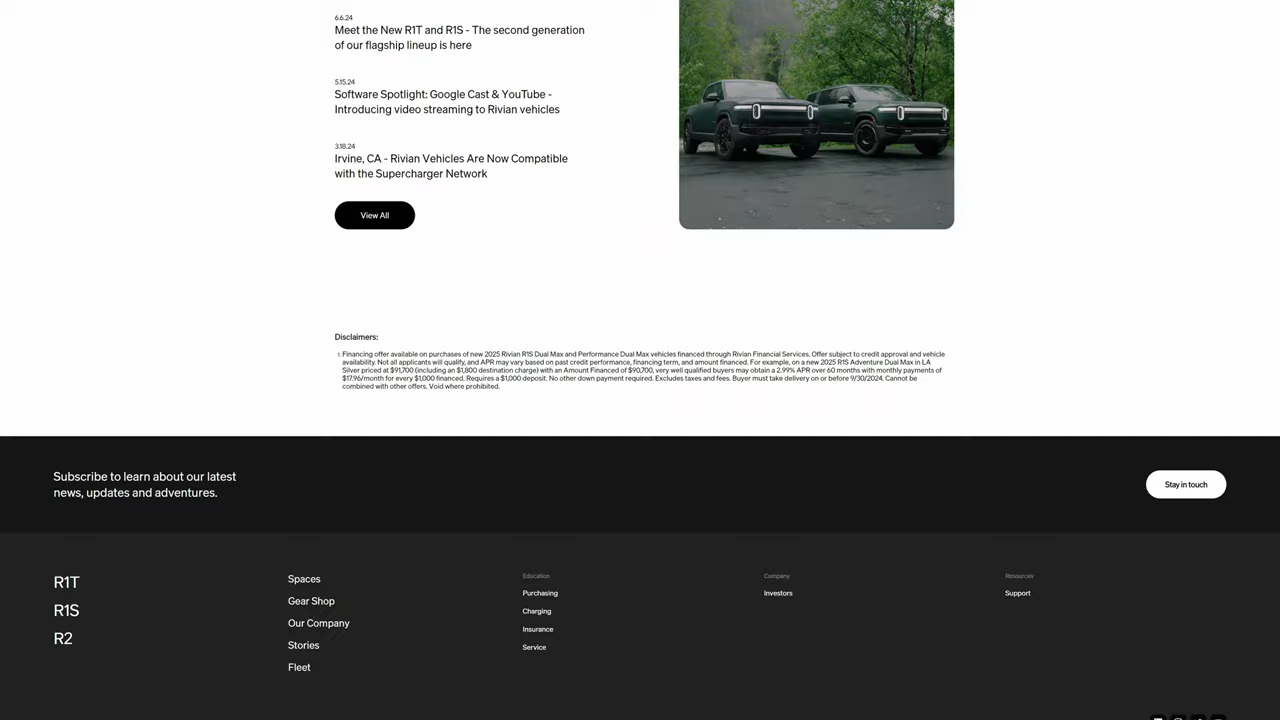 6.6.24
Meet the New R1T and R1S - The second generation
of our flagship lineup is here
5.15.24
Software Spotlight: Google Cast & YouTube -
Introducing video streaming to Rivian vehicles
3.18.24
Irvine, CA - Rivian Vehicles Are Now Compatible
with the Supercharger Network
View All
Disclaimers:
1. Financing offer available on purchases of new 2025 Rivian R1S Dual Max and Performance Dual Max vehicles financed through Rivian Financial Services. Offer subject to credit approval and vehicle
availability. Not all applicants will qualify, and APR may vary based on past credit performance, financing term, and amount financed. For example, on a new 2025 R1S Adventure Dual Max in LA
Silver priced at $91,700 (including an $1,800 destination charge) with an Amount Financed of $90,700, very well qualified buyers may obtain a 2.99% APR over 60 months with monthly payments of
$17.96/month for every $1,000 financed. Requires a $1,000 deposit. No other down payment required. Excludes taxes and fees. Buyer must take delivery on or before 9/30/2024. Cannot be
combined with other offers. Void where prohibited.
Subscribe to learn about our latest
news, updates and adventures.
Stay in touch
R1T
R1S
R2
Spaces
Gear Shop
Our Company
Stories
Fleet
Education
Purchasing
Charging
Insurance
Service
Company
Investors
Resources
Support